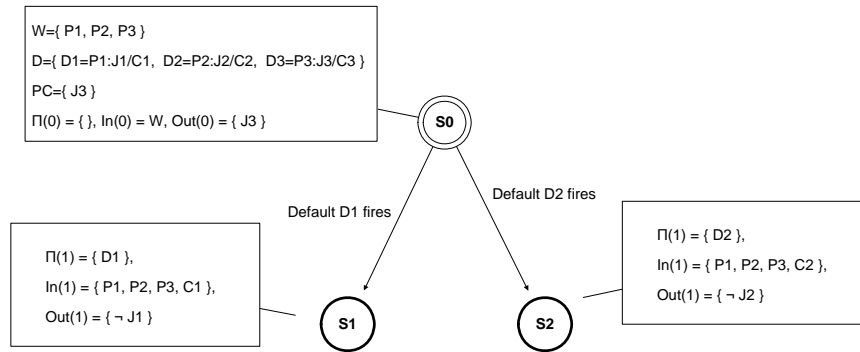 W={ P1, P2, P3 }
D={ D1=P1:J1/C1, D2=P2:J2/C2, D3=P3:J3/C3 }
PC={ J3 }
Π(0) = { }, In(0) = W, Out(0) = { J3 }
S0
Default D1 fires
Default D2 fires
Π(1) = { D1 },
In(1) = { P1, P2, P3, C1 },
Out(1) = { ¬ J1 }
S1
S2
Π(1) = { D2 },
In(1) = { P1, P2, P3, C2 },
Out(1) = { ¬ J2 }